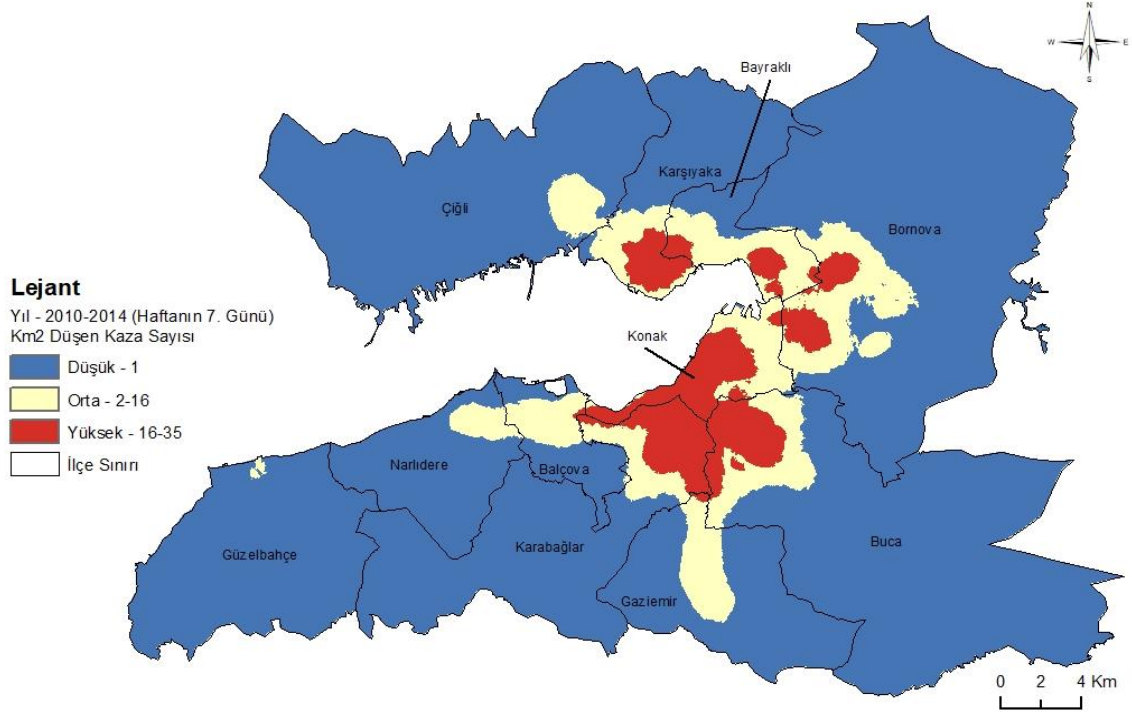 N
W E
S
Bayraklı
Karşıyaka
Çiğli
Bornova
Lejant
Yıl - 2010-2014 (Haftanın 7. Günü)
Km2 Düşen Kaza Sayısı
Düşük - 1
Orta - 2-16
Yüksek - 16-35
İlçe Sınırı
Konak
Narlıdere
Balçova
Güzelbahçe
Karabağlar
Buca
Gaziemir
0 2 4 Km